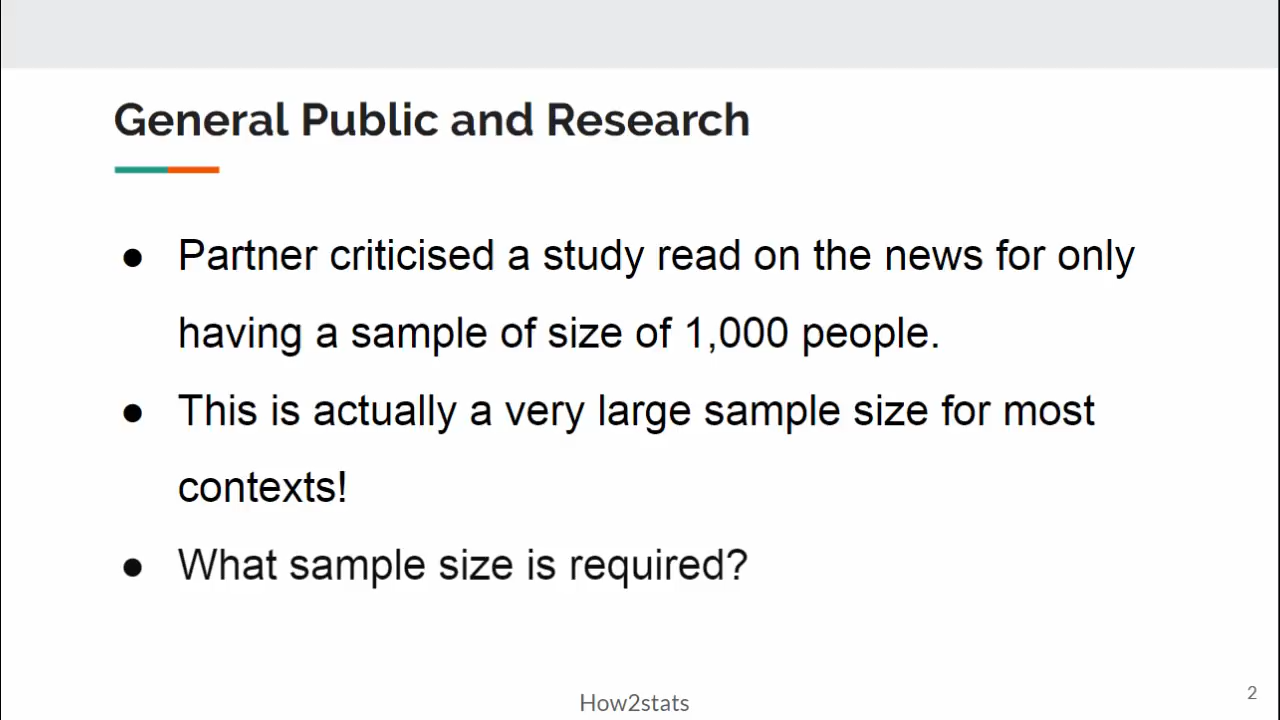 General Public and Research
● Partner criticised a study read on the news for only
having a sample of size of 1,000 people.
● This is actually a very large sample size for most
contexts!
● What sample size is required?
How2stats
2